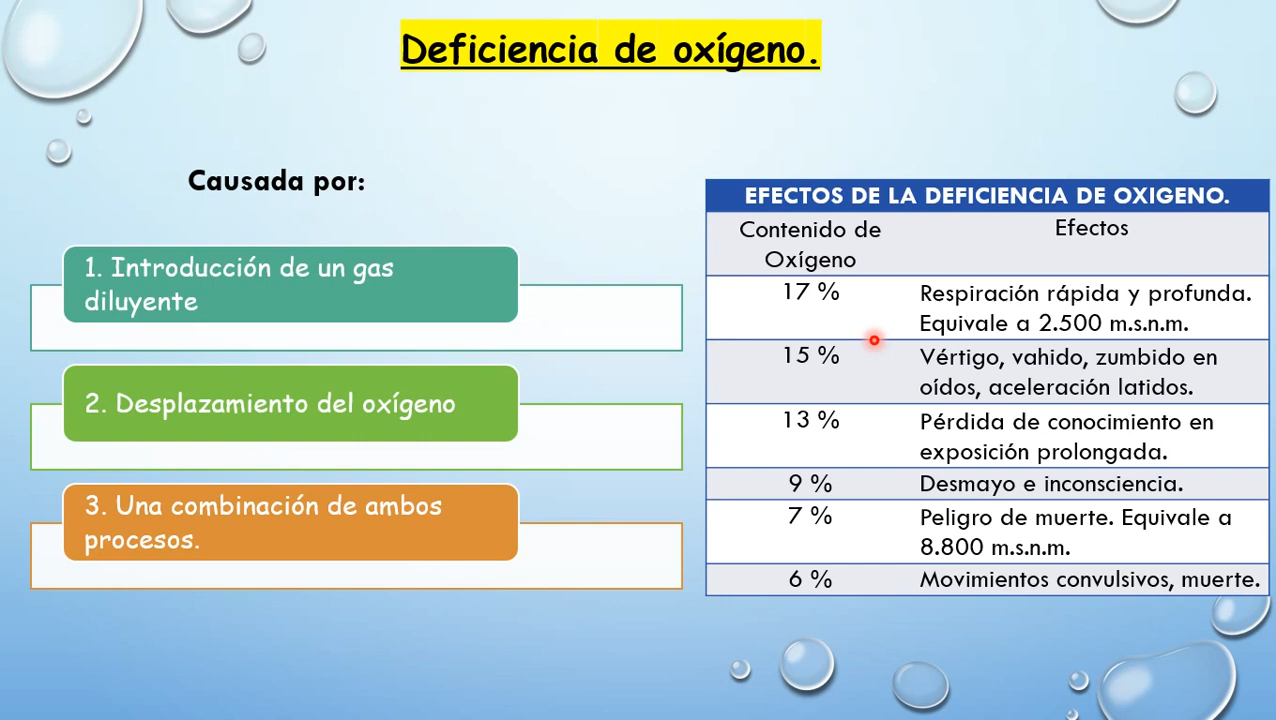 Deficiencia de oxígeno.
Causada por:
1. Introducción de un gas
diluyente
2. Desplazamiento del oxígeno
3. Una combinación de ambos
procesos.
EFECTOS DE LA DEFICIENCIA DE OXIGENO.
Contenido de
Oxígeno
Efectos
17 %
Respiración rápida y profunda.
Equivale a 2.500 m.s.n.m.
15 %
Vértigo, vahido, zumbido en
oídos, aceleración latidos.
13 %
Pérdida de conocimiento en
exposición prolongada.
9 %
Desmayo e inconsciencia.
7 %
Peligro de muerte. Equivale a
8.800 m.s.n.m.
6 %
Movimientos convulsivos, muerte.